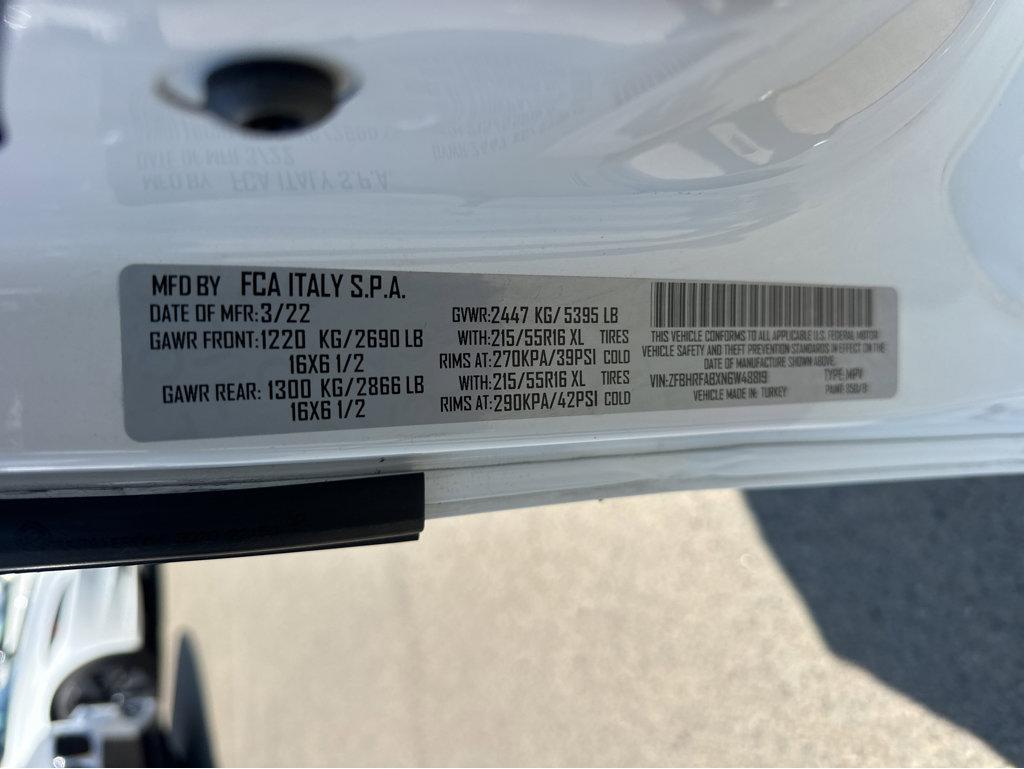 MFD BY FCA ITALY S.P.A.
DATE OF MFR: 3/22
GAWR FRONT: 1220 KG/2690 LB
16X6 1/2
GAWR REAR: 1300 KG/2866 LB
16X6 1/2
GVWR: 2447 KG/5395 LB
WITH: 215/55R16 XL TIRES
RIMS AT: 270KPA/39PSI COLD
WITH: 215/55R16 XL TIRES
RIMS AT: 290KPA/42PSI COLD
THIS VEHICLE CONFORMS TO ALL APPLICABLE U.S. FEDERAL MOTOR
VEHICLE SAFETY AND THEFT PREVENTION STANDARDS IN EFFECT ON THE
DATE OF MANUFACTURE SHOWN ABOVE.
VIN: ZFBHRFABXN6W48819 TYPE: MPV
VEHICLE MADE IN: TURKEY PAINT: